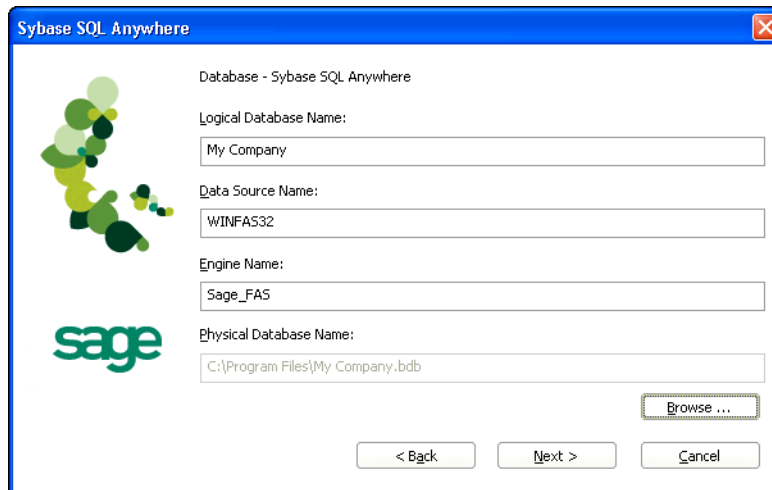 Sybase SQL Anywhere
Database - Sybase SQL Anywhere
Logical Database Name:
My Company
Data Source Name:
WINFAS32
Engine Name:
Sage_FAS
Physical Database Name:
sage
C:\Program Files\My Company.bdb
Browse ...
< Back
Next >
Cancel